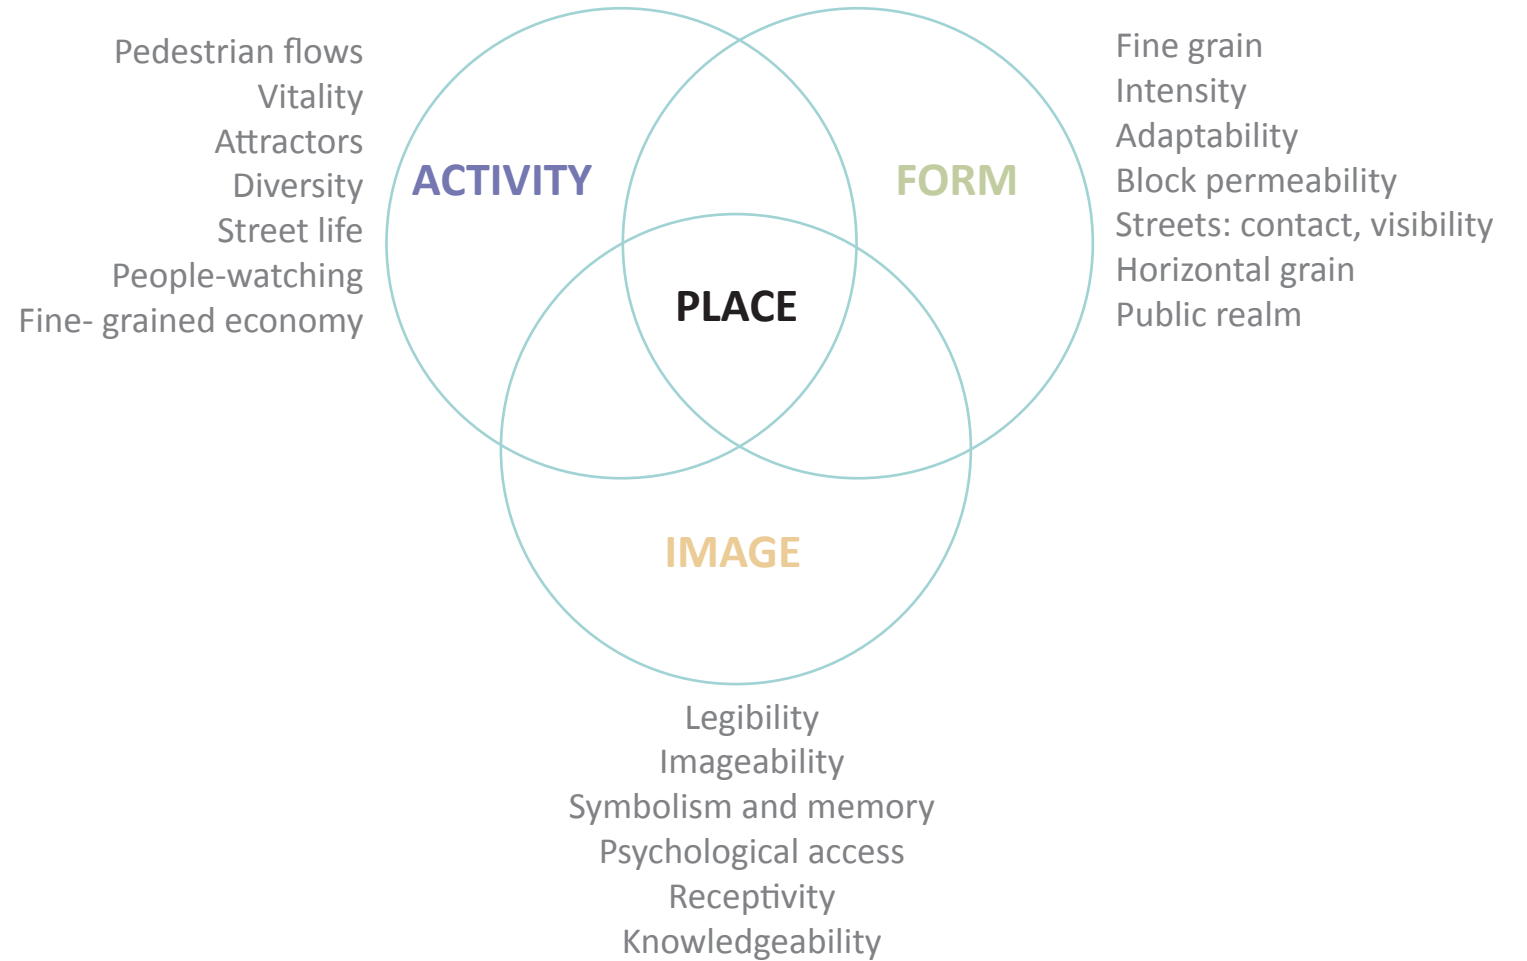 Pedestrian flows
Vitality
Attractors
Diversity
Street life
People-watching
Fine- grained economy
ACTIVITY
FORM
PLACE
IMAGE
Fine grain
Intensity
Adaptability
Block permeability
Streets: contact, visibility
Horizontal grain
Public realm
Legibility
Imageability
Symbolism and memory
Psychological access
Receptivity
Knowledgeability